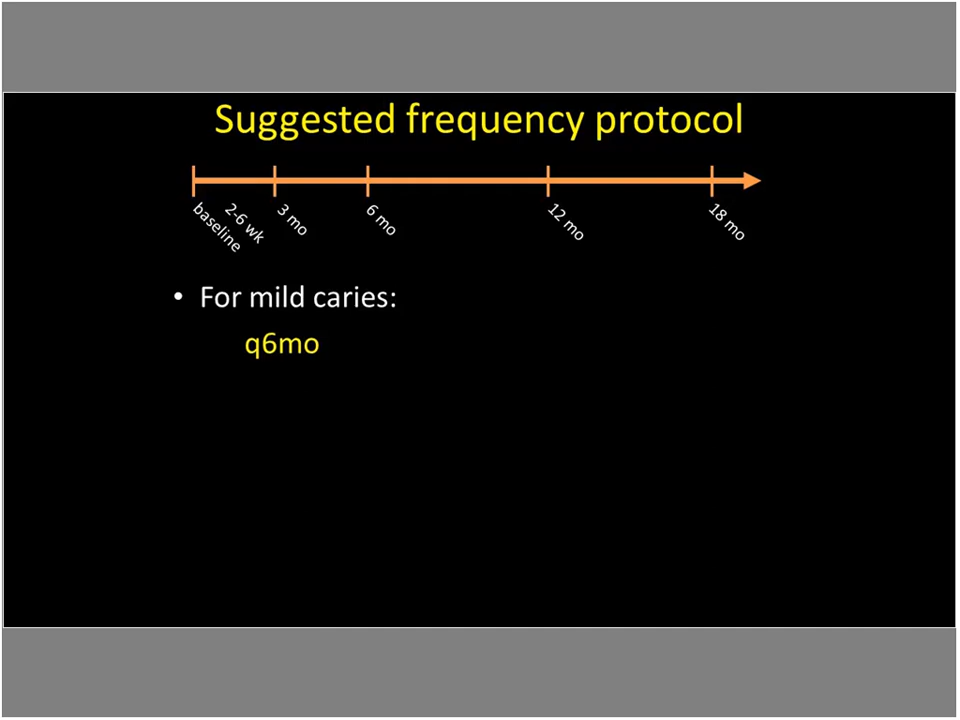 Suggested frequency protocol
baseline
2-6 wk
3 mo
6 mo
12 mo
18 mo
• For mild caries:
q6mo